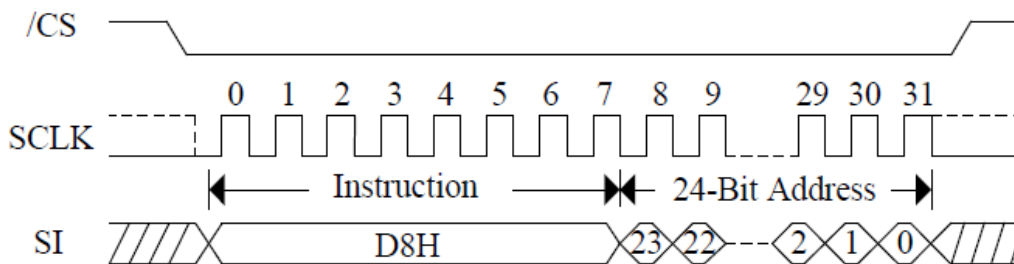 /CS
0 1 2 3 4 5 6 7 8 9 29 30 31
SCLK
Instruction 24-Bit Address
SI D8H 23 22 2 1 0